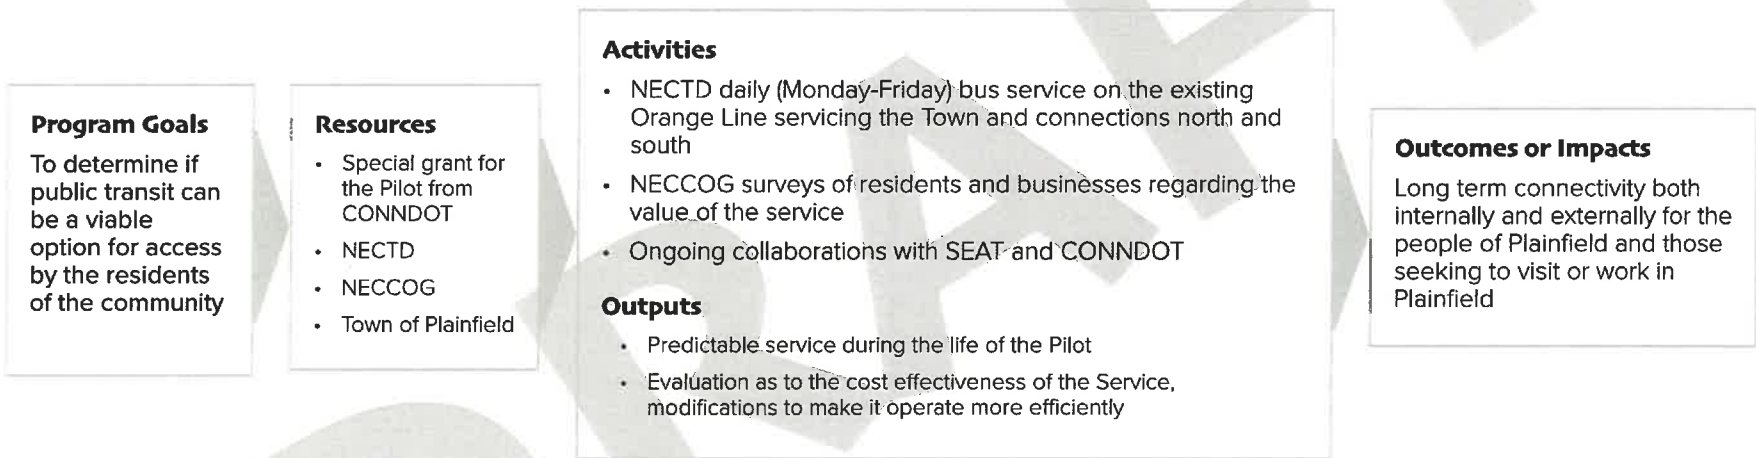 Program Goals
To determine if
public transit can
be a viable
option for access
by the residents
of the community
Resources
• Special grant for
the Pilot from
CONNDOT
• NECTD
• NECCOG
• Town of Plainfield
Activities
• NECTD daily (Monday-Friday) bus service on the existing
Orange Line servicing the Town and connections north and
south
• NECCOG surveys of residents and businesses regarding the
value of the service
• Ongoing collaborations with SEAT and CONNDOT
Outputs
• Predictable service during the life of the Pilot
• Evaluation as to the cost effectiveness of the Service,
modifications to make it operate more efficiently
Outcomes or Impacts
Long term connectivity both
internally and externally for the
people of Plainfield and those
seeking to visit or work in
Plainfield
DRAFT